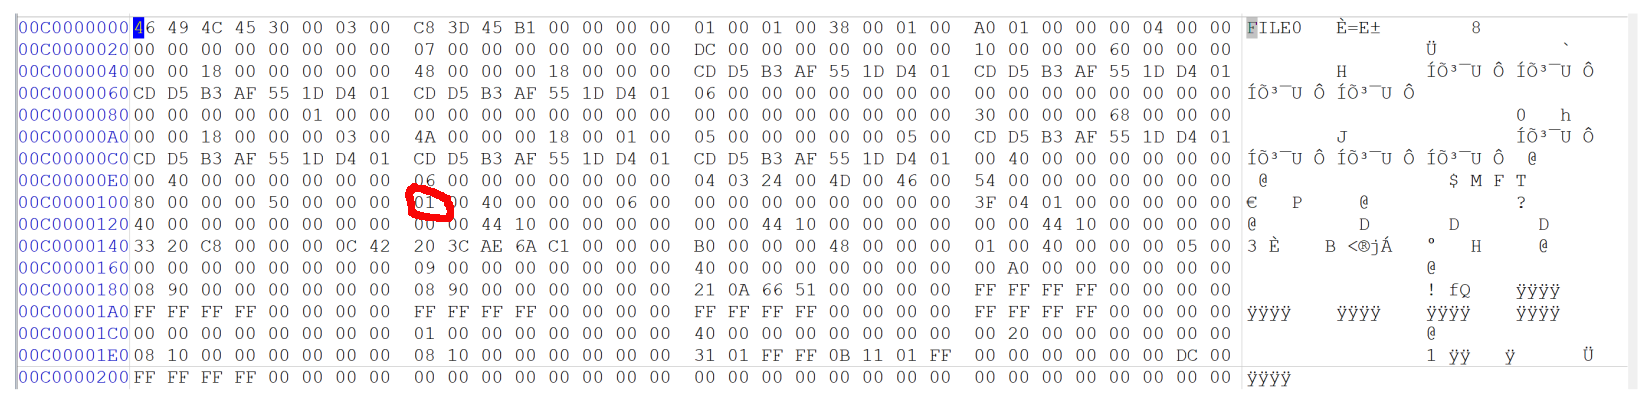 00C0000000 46 49 4C 45 30 00 03 00 C8 3D 45 B1 00 00 00 00 01 00 01 00 38 00 01 00 A0 01 00 00 00 04 00 00 FILE0 È=E± 8
00C0000020 00 00 00 00 00 00 00 00 07 00 00 00 00 00 00 00 DC 00 00 00 00 00 00 00 10 00 00 00 60 00 00 00 Ü `
00C0000040 00 00 18 00 00 00 00 00 48 00 00 00 18 00 00 00 CD D5 B3 AF 55 1D D4 01 CD D5 B3 AF 55 1D D4 01 H ÍÕ³¯U Ô ÍÕ³¯U Ô
00C0000060 CD D5 B3 AF 55 1D D4 01 CD D5 B3 AF 55 1D D4 01 06 00 00 00 00 00 00 00 00 00 00 00 00 00 00 00 ÍÕ³¯U Ô ÍÕ³¯U Ô
00C0000080 00 00 00 00 00 01 00 00 00 00 00 00 00 00 00 00 00 00 00 00 00 00 00 00 30 00 00 00 68 00 00 00 0 h
00C00000A0 00 00 18 00 00 00 03 00 4A 00 00 00 18 00 01 00 05 00 00 00 00 00 05 00 CD D5 B3 AF 55 1D D4 01 J ÍÕ³¯U Ô
00C00000C0 CD D5 B3 AF 55 1D D4 01 CD D5 B3 AF 55 1D D4 01 CD D5 B3 AF 55 1D D4 01 00 40 00 00 00 00 00 00 ÍÕ³¯U Ô ÍÕ³¯U Ô ÍÕ³¯U Ô @
00C00000E0 00 40 00 00 00 00 00 00 06 00 00 00 00 00 00 00 04 03 24 00 4D 00 46 00 54 00 00 00 00 00 00 00 @ $ M F T
00C0000100 80 00 00 00 50 00 00 00 01 00 40 00 00 00 06 00 00 00 00 00 00 00 00 00 3F 04 01 00 00 00 00 00 € P @ ?
00C0000120 40 00 00 00 00 00 00 00 00 00 44 10 00 00 00 00 00 00 44 10 00 00 00 00 00 00 44 10 00 00 00 00 @ D D D
00C0000140 33 20 C8 00 00 00 0C 42 20 3C AE 6A C1 00 00 00 B0 00 00 00 48 00 00 00 01 00 40 00 00 00 05 00 3 È B <®jÁ ° H @
00C0000160 00 00 00 00 00 00 00 00 09 00 00 00 00 00 00 00 40 00 00 00 00 00 00 00 00 A0 00 00 00 00 00 00 @
00C0000180 08 90 00 00 00 00 00 00 08 90 00 00 00 00 00 00 21 0A 66 51 00 00 00 00 FF FF FF FF 00 00 00 00 ! fQ ÿÿÿÿ
00C00001A0 FF FF FF FF 00 00 00 00 FF FF FF FF 00 00 00 00 FF FF FF FF 00 00 00 00 FF FF FF FF 00 00 00 00 ÿÿÿÿ ÿÿÿÿ ÿÿÿÿ ÿÿÿÿ
00C00001C0 00 00 00 00 00 00 00 00 01 00 00 00 00 00 00 00 40 00 00 00 00 00 00 00 00 20 00 00 00 00 00 00 @
00C00001E0 08 10 00 00 00 00 00 00 08 10 00 00 00 00 00 00 31 01 FF FF 0B 11 01 FF 00 00 00 00 00 00 DC 00 1 ÿÿ ÿ Ü
00C0000200 FF FF FF FF 00 00 00 00 00 00 00 00 00 00 00 00 00 00 00 00 00 00 00 00 00 00 00 00 00 00 00 00 ÿÿÿÿ